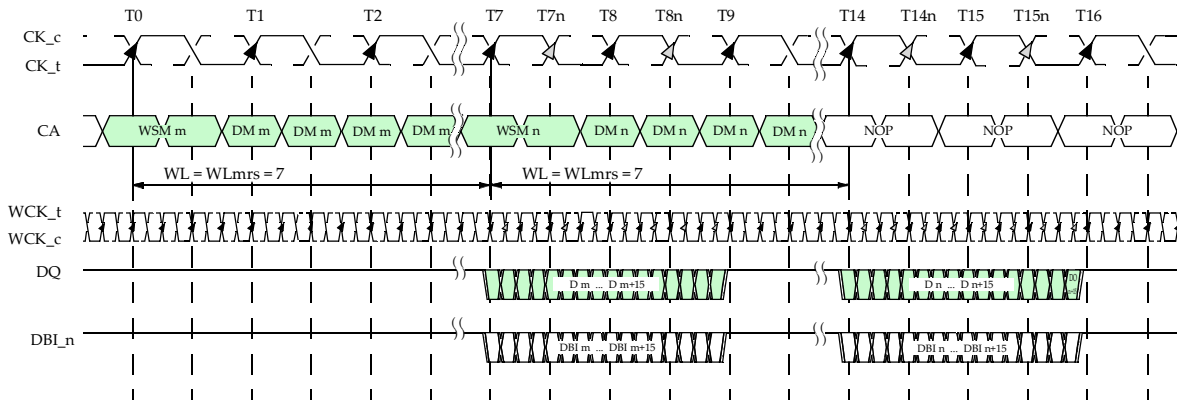 T0 T1 T2 T7 T7n T8 T8n T9 T14 T14n T15 T15n T16
CK_c
CK_t
CA WSM m DM m DM m DM m DM m WSM n DM n DM n DM n DM n NOP NOP NOP
WL = WLmrs = 7 WL = WLmrs = 7
WCK_t
WCK_c
DQ D m ... D m+15 D n ... D n+15
DBI_n DBI m ... DBI m+15 DBI n ... DBI n+15